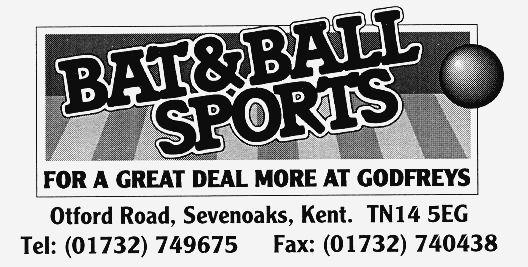 BAT & BALL
SPORTS
FOR A GREAT DEAL MORE AT GODFREYS
Otford Road, Sevenoaks, Kent. TN14 5EG
Tel: (01732) 749675 Fax: (01732) 740438